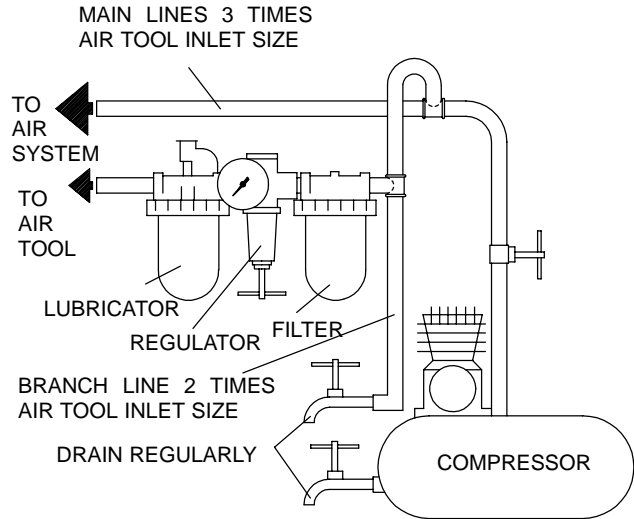 MAIN LINES 3 TIMES
AIR TOOL INLET SIZE
TO
AIR
SYSTEM
TO
AIR
TOOL
LUBRICATOR
REGULATOR
FILTER
BRANCH LINE 2 TIMES
AIR TOOL INLET SIZE
DRAIN REGULARLY
COMPRESSOR